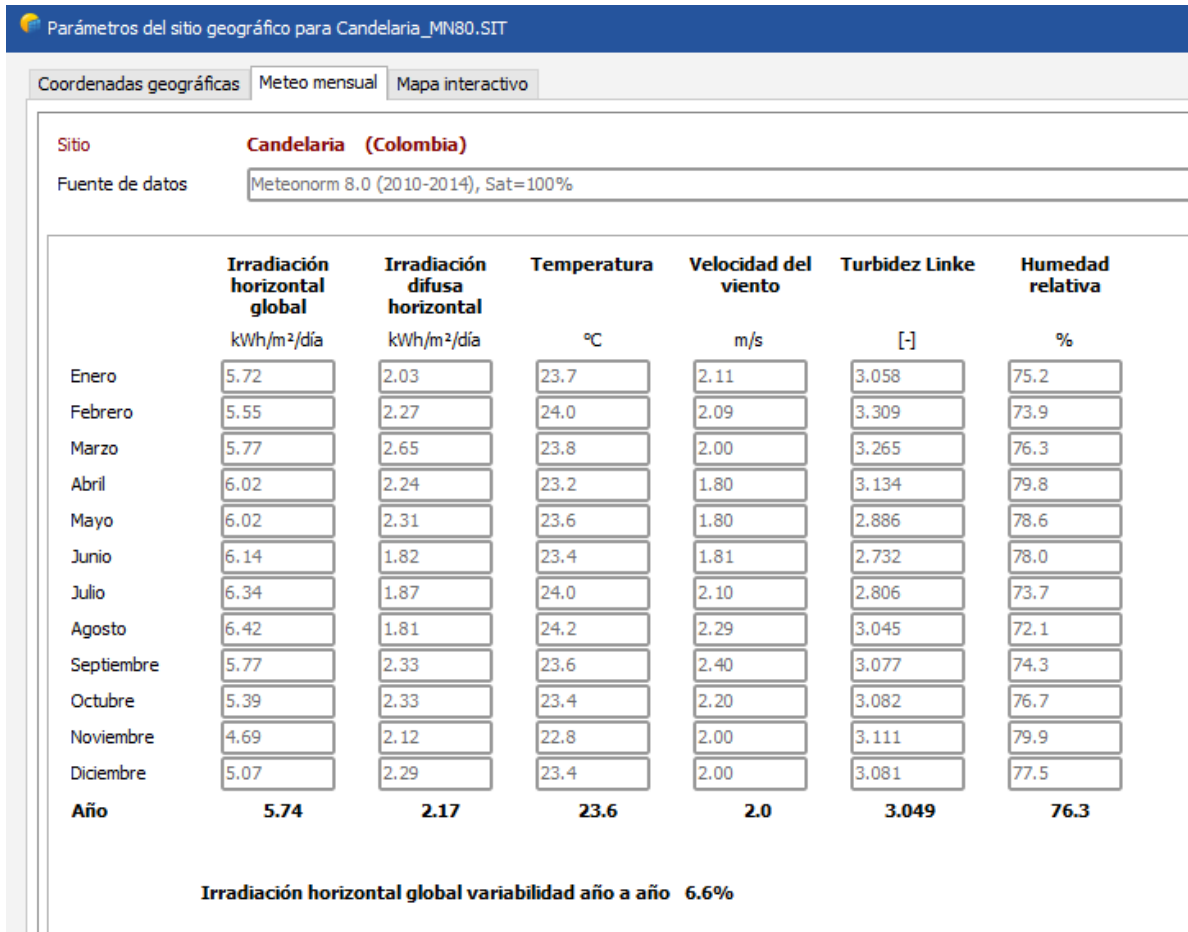 Parámetros del sitio geográfico para Candelaria_MN80.SIT
Coordenadas geográficas Meteo mensual Mapa interactivo
Sitio Candelaria (Colombia)
Fuente de datos Meteonorm 8.0 (2010-2014), Sat=100%
Irradiación Irradiación Temperatura Velocidad del Turbidez Linke Humedad
horizontal difusa viento relativa
global horizontal
kWh/m²/día kWh/m²/día ºC m/s [-] %
Enero 5.72 2.03 23.7 2.11 3.058 75.2
Febrero 5.55 2.27 24.0 2.09 3.309 73.9
Marzo 5.77 2.65 23.8 2.00 3.265 76.3
Abril 6.02 2.24 23.2 1.80 3.134 79.8
Mayo 6.02 2.31 23.6 1.80 2.886 78.6
Junio 6.14 1.82 23.4 1.81 2.732 78.0
Julio 6.34 1.87 24.0 2.10 2.806 73.7
Agosto 6.42 1.81 24.2 2.29 3.045 72.1
Septiembre 5.77 2.33 23.6 2.40 3.077 74.3
Octubre 5.39 2.33 23.4 2.20 3.082 76.7
Noviembre 4.69 2.12 22.8 2.00 3.111 79.9
Diciembre 5.07 2.29 23.4 2.00 3.081 77.5
Año 5.74 2.17 23.6 2.0 3.049 76.3
Irradiación horizontal global variabilidad año a año 6.6%